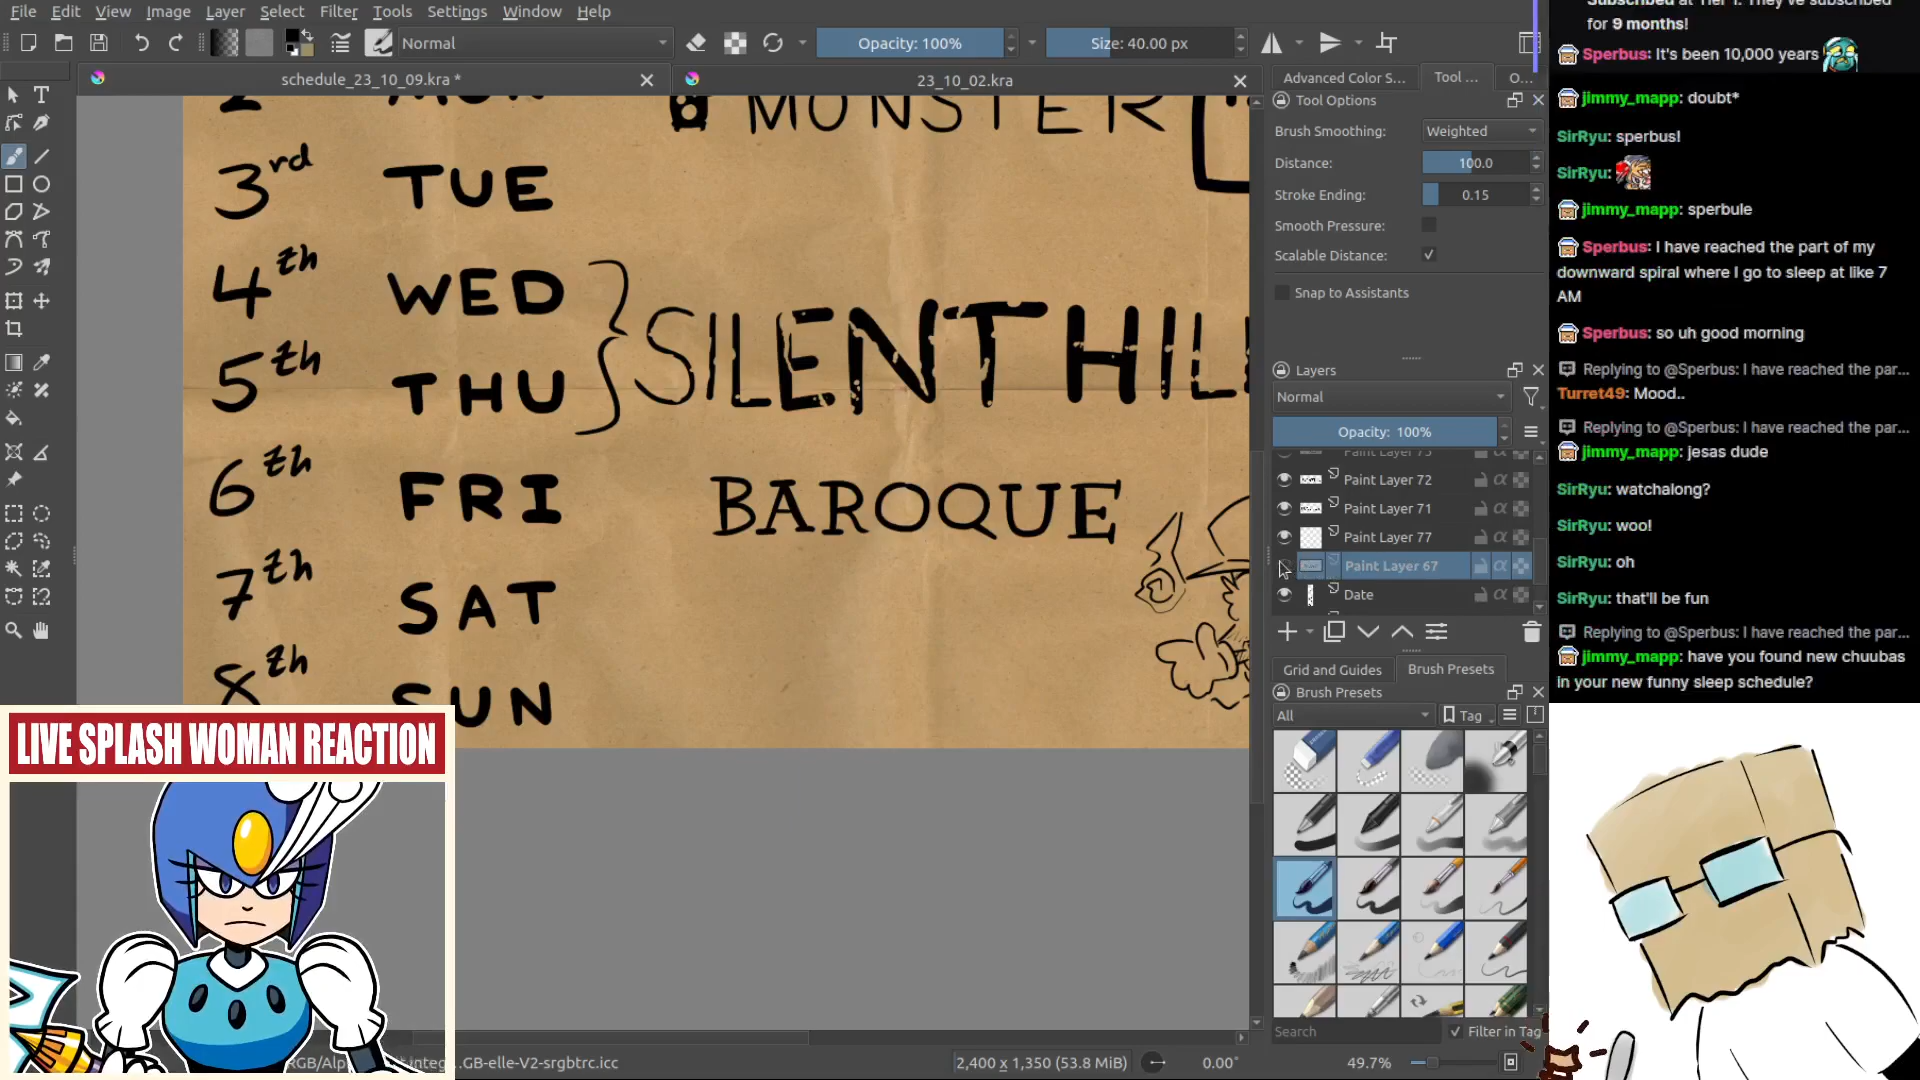 File Edit View Image Layer Select Filter Tools Settings Window Help
Normal
Opacity: 100%
Size: 40.00 px
schedule_23_10_09.kra *
23_10_02.kra
MONSTER
3rd TUE
4th WED
5th THU
SILENT HILL
6th FRI
BAROQUE
7th SAT
8th SUN
Advanced Color S... Tool ... O...
Tool Options
Brush Smoothing: Weighted
Distance: 100.0
Stroke Ending: 0.15
Smooth Pressure:
Scalable Distance:
Snap to Assistants
Layers
Normal
Opacity: 100%
Paint Layer 72
Paint Layer 71
Paint Layer 77
Paint Layer 67
Date
Grid and Guides Brush Presets
Brush Presets
All Tag
Search Filter in Tag
...GB-elle-V2-srgbtrc.icc
2,400 x 1,350 (53.8 MiB)
0.00°
49.7%
LIVE SPLASH WOMAN REACTION
Subscribed at Tier 1. They've subscribed
for 9 months!
Sperbus: It's been 10,000 years
jimmy_mapp: doubt*
SirRyu: sperbus!
SirRyu:
jimmy_mapp: sperbule
Sperbus: I have reached the part of my
downward spiral where I go to sleep at like 7
AM
Sperbus: so uh good morning
Replying to @Sperbus: I have reached the par...
Turret49: Mood..
Replying to @Sperbus: I have reached the par...
jimmy_mapp: jesas dude
SirRyu: watchalong?
SirRyu: woo!
SirRyu: oh
SirRyu: that'll be fun
Replying to @Sperbus: I have reached the par...
jimmy_mapp: have you found new chuubas
in your new funny sleep schedule?